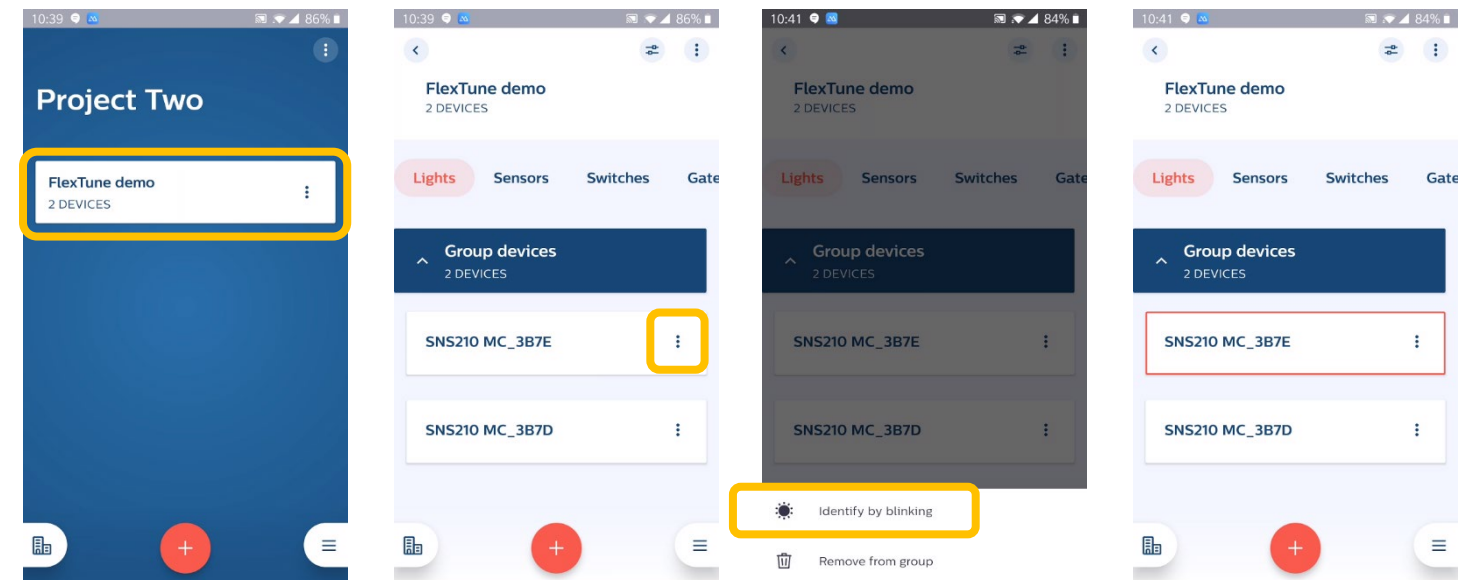 10:39
86%
Project Two
FlexTune demo
2 DEVICES
10:39
86%
FlexTune demo
2 DEVICES
Lights Sensors Switches Gate
Group devices
2 DEVICES
SNS210 MC_3B7E
SNS210 MC_3B7D
10:41
84%
FlexTune demo
2 DEVICES
Lights Sensors Switches Gate
Group devices
2 DEVICES
SNS210 MC_3B7E
SNS210 MC_3B7D
Identify by blinking
Remove from group
10:41
84%
FlexTune demo
2 DEVICES
Lights Sensors Switches Gate
Group devices
2 DEVICES
SNS210 MC_3B7E
SNS210 MC_3B7D